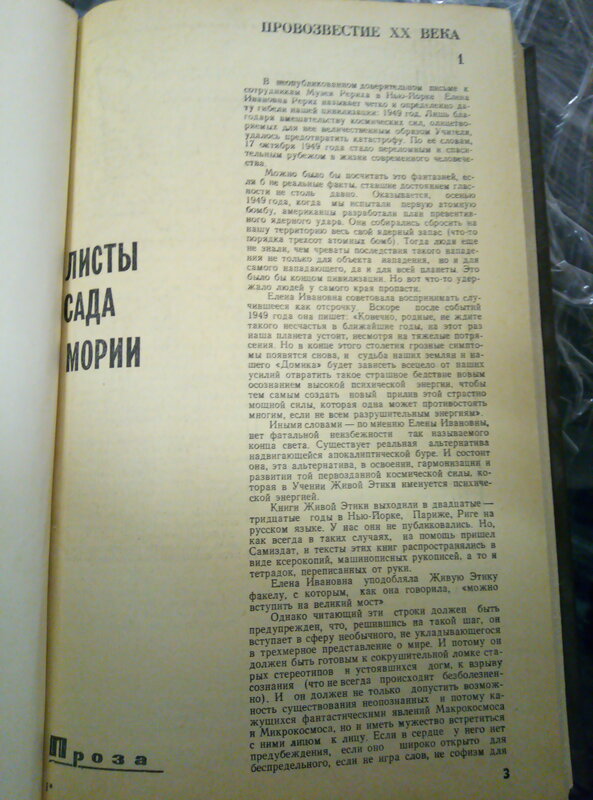 ПРОВОЗВЕСТИЕ XX ВЕКА
1
В неопубликованном доверительном письме к
сотрудникам Музея Рериха в Нью-Йорке Елена
Ивановна Рерих называет четко и определенно да-
ту гибели нашей цивилизации: 1949 год. Лишь бла-
годаря вмешательству космических сил, олицетво-
ряемых для нее величественным образом Учителя,
удалось предотвратить катастрофу. По ее словам,
17 октября 1949 года стало переломным и спаси-
тельным рубежом в жизни современного человече-
ства.
Можно было бы посчитать это фантазией, ес-
ли б не реальные факты, ставшие достоянием глас-
ности не столь давно. Оказывается, осенью
1949 года, когда мы испытали первую атомную
бомбу, американцы разработали план превентив-
ного ядерного удара. Они собирались сбросить на
нашу территорию весь свой ядерный запас (что-то
порядка трехсот атомных бомб). Тогда люди еще
не знали, чем чреваты последствия такого нападе-
ния не только для объекта нападения, но и для
самого нападающего, да и для всей планеты. Это
было бы концом цивилизации. Но вот что-то удер-
жало людей у самого края пропасти.
Елена Ивановна советовала воспринимать слу-
чившееся как отсрочку. Вскоре после событий
1949 года она пишет: «Конечно, родные, не ждите
такого несчастья в ближайшие годы, на этот раз
наша планета устоит, несмотря на тяжелые потря-
сения. Но в конце этого столетия грозные симпто-
мы появятся снова, и судьба наших землян и на-
шего «Домика» будет зависеть всецело от наших
усилий отвратить такое страшное бедствие новым
осознанием высокой психической энергии, чтобы
тем самым создать новый прилив этой страстно
мощной силы, которая одна может противостоять
многим, если не всем разрушительным энергиям».
Иными словами — по мнению Елены Ивановны,
нет фатальной неизбежности так называемого
конца света. Существует реальная альтернатива
надвигающейся апокалиптической буре. И состоит
она, эта альтернатива, в освоении, гармонизации и
развитии той первозданной космической силы, ко-
торая в Учении Живой Этики именуется психиче-
ской энергией.
Книги Живой Этики выходили в двадцатые —
тридцатые годы в Нью-Йорке, Париже, Риге на
русском языке. У нас они не публиковались. Но,
как всегда в таких случаях, на помощь пришел
Самиздат, и тексты этих книг распространялись в
виде ксерокопий, машинописных рукописей, а то и
тетрадок, переписанных от руки.
Елена Ивановна уподобляла Живую Этику
факелу, с которым, как она говорила, «можно
вступить на великий мост»
Однако читающий эти строки должен быть
предупрежден, что, решившись на такой шаг, он
вступает в сферу необычного, не укладывающегося
в трехмерное представление о мире. И потому он
должен быть готовым к сокрушительной ломке ста-
рых стереотипов и устоявшихся догм, к взрыву
сознания (что не всегда происходит безболезнен-
но). И он должен не только допустить возмож-
ность существования неопознанных и потому ка-
жущихся фантастическими явлений Макрокосмоса
и Микрокосмоса, но и иметь мужество встретиться
с ними лицом к лицу. Если в сердце у него нет
предубеждения, если оно широко открыто для
беспредельного, если не игра слов, не софизм для
ЛИСТЫ
САДА
МОРИИ
Проза
1*
3